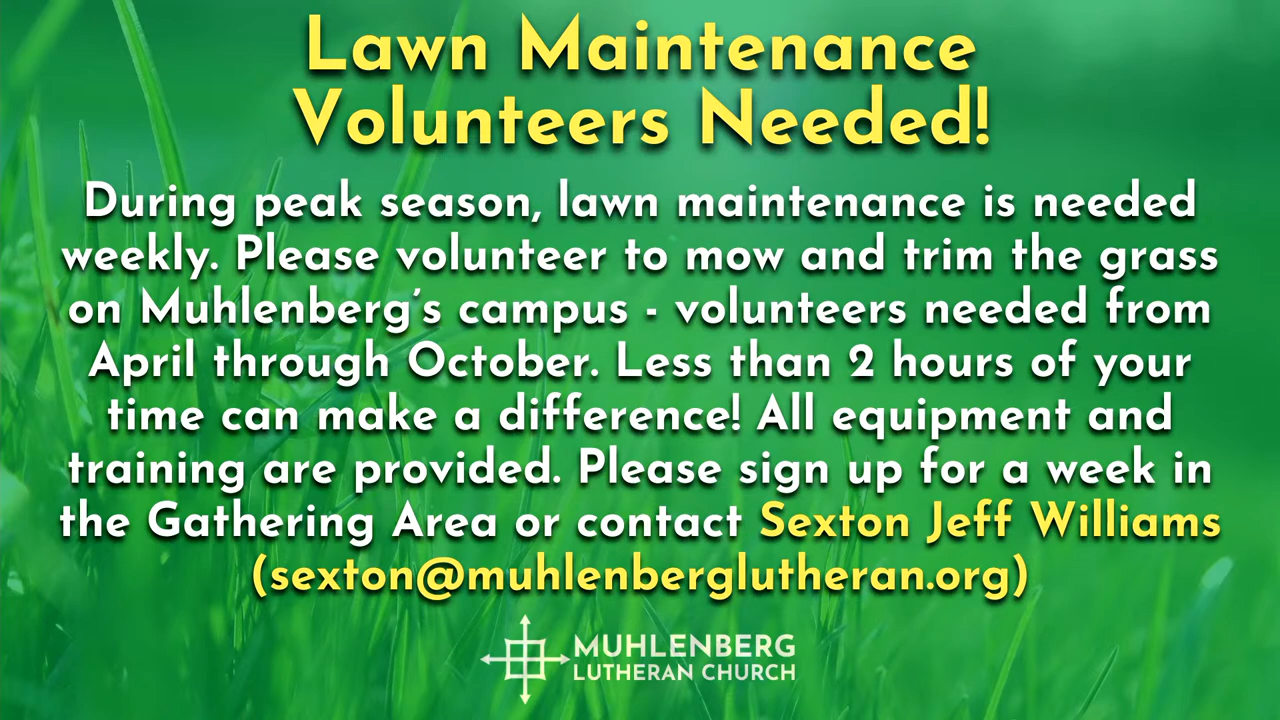 Lawn Maintenance
Volunteers Needed!
During peak season, lawn maintenance is needed
weekly. Please volunteer to mow and trim the grass
on Muhlenberg’s campus - volunteers needed from
April through October. Less than 2 hours of your
time can make a difference! All equipment and
training are provided. Please sign up for a week in
the Gathering Area or contact Sexton Jeff Williams
(sexton@muhlenberglutheran.org)
MUHLENBERG
LUTHERAN CHURCH